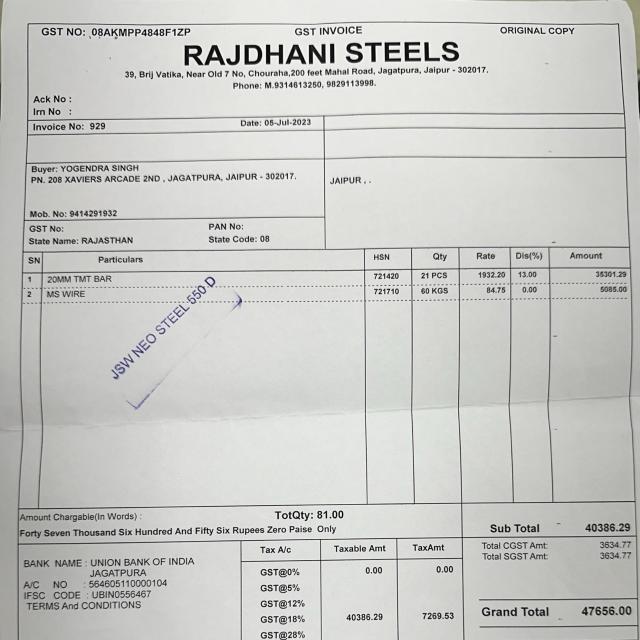 GST NO: 08AKMPP4848F1ZP GST INVOICE ORIGINAL COPY
RAJDHANI STEELS
39, Brij Vatika, Near Old 7 No, Chouraha,200 feet Mahal Road, Jagatpura, Jaipur - 302017.
Phone: M.9314613250, 9829113998.
Ack No :
Irn No :
Invoice No: 929 Date: 05-Jul-2023
Buyer: YOGENDRA SINGH
PN. 208 XAVIERS ARCADE 2ND , JAGATPURA, JAIPUR - 302017.
JAIPUR , .
Mob. No: 9414291932
GST No: PAN No:
State Name: RAJASTHAN State Code: 08
SN Particulars HSN Qty Rate Dis(%) Amount
1 20MM TMT BAR 721420 21 PCS 1932.20 13.00 35301.29
2 MS WIRE 721710 60 KGS 84.75 0.00 5085.00
JSW NEO STEEL 550 D
Amount Chargable(In Words) : TotQty: 81.00
Forty Seven Thousand Six Hundred And Fifty Six Rupees Zero Paise Only
Sub Total 40386.29
Total CGST Amt: 3634.77
Total SGST Amt: 3634.77
Grand Total 47656.00
BANK NAME : UNION BANK OF INDIA
JAGATPURA
A/C NO : 564605110000104
IFSC CODE : UBIN0556467
TERMS And CONDITIONS
Tax A/c Taxable Amt TaxAmt
GST@0% 0.00 0.00
GST@5%
GST@12%
GST@18% 40386.29 7269.53
GST@28%